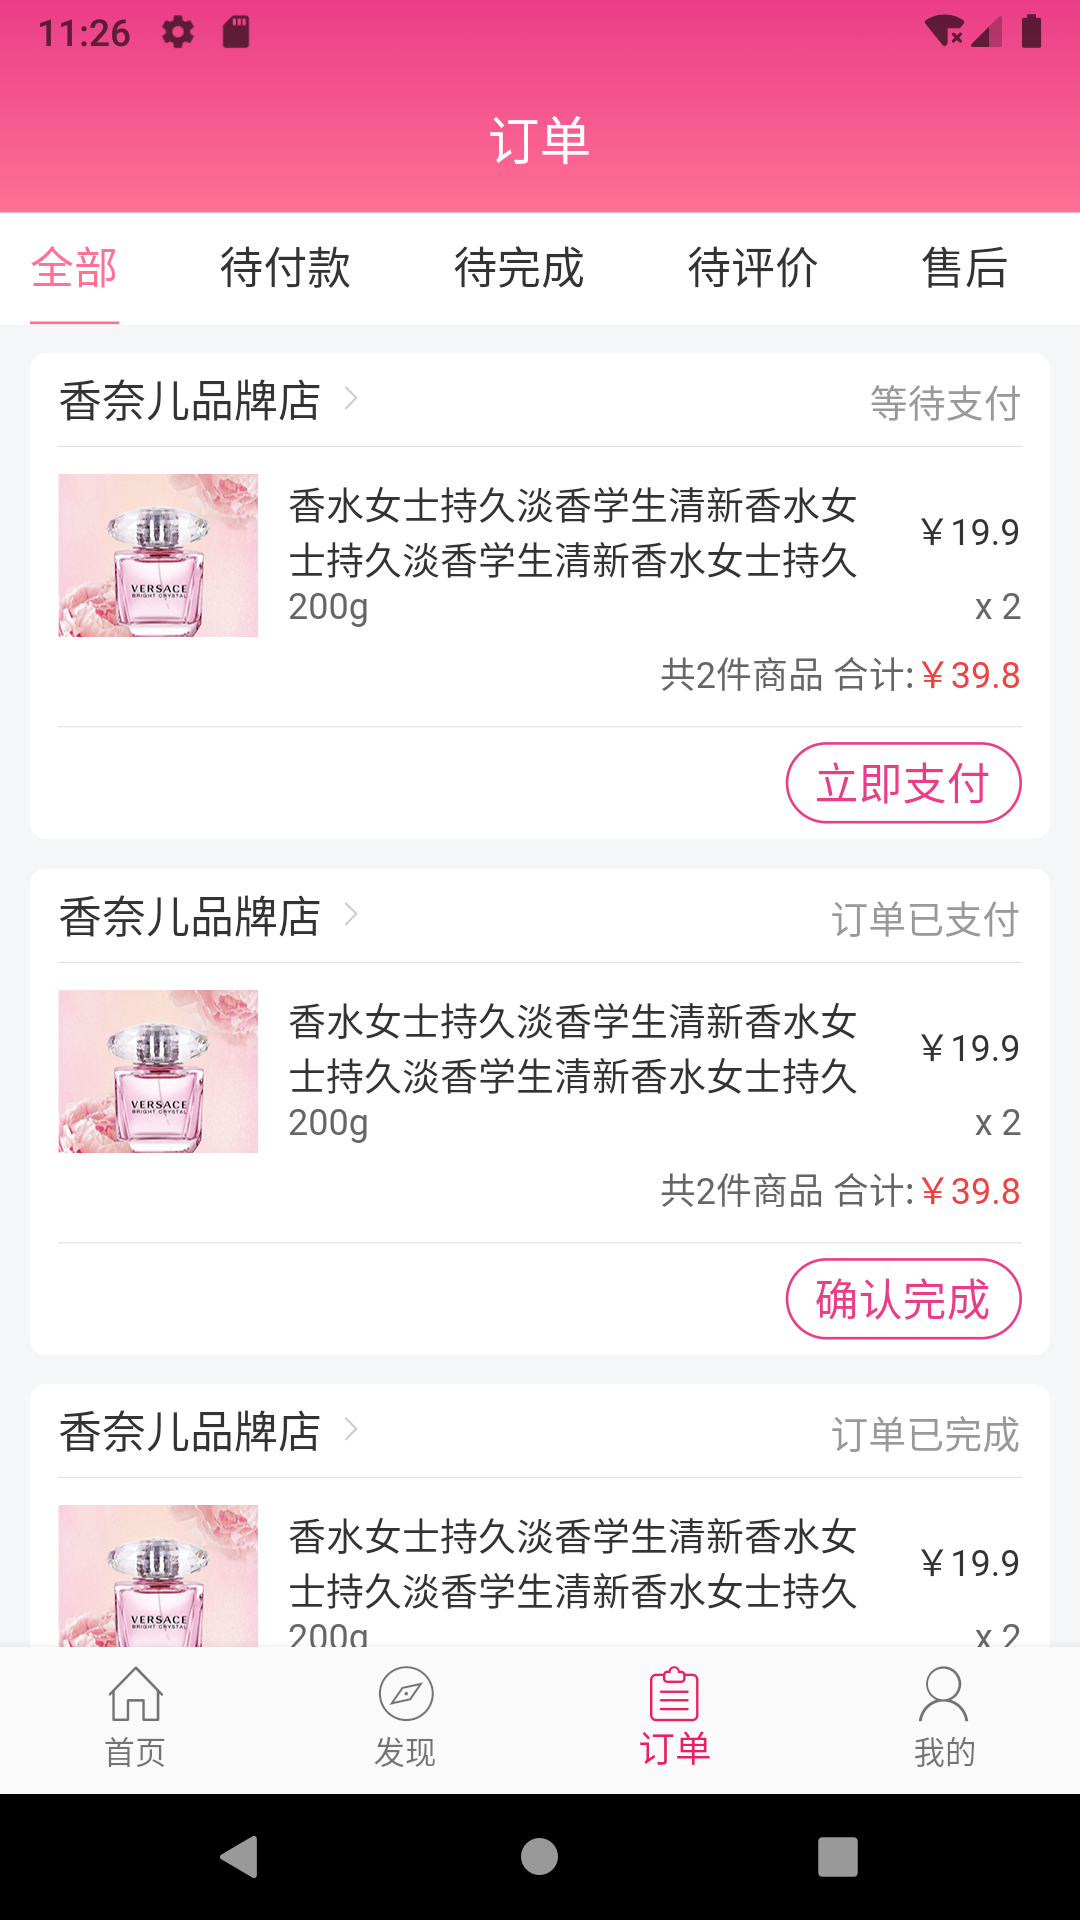 11:26
订单
全部 待付款 待完成 待评价 售后
香奈儿品牌店 等待支付
香水女士持久淡香学生清新香水女
士持久淡香学生清新香水女士持久
￥19.9
200g x 2
VERSACE
BRIGHT CRYSTAL
共2件商品 合计:￥39.8
立即支付
香奈儿品牌店 订单已支付
香水女士持久淡香学生清新香水女
士持久淡香学生清新香水女士持久
￥19.9
200g x 2
VERSACE
BRIGHT CRYSTAL
共2件商品 合计:￥39.8
确认完成
香奈儿品牌店 订单已完成
香水女士持久淡香学生清新香水女
士持久淡香学生清新香水女士持久
￥19.9
200g x 2
VERSACE
BRIGHT CRYSTAL
首页 发现 订单 我的